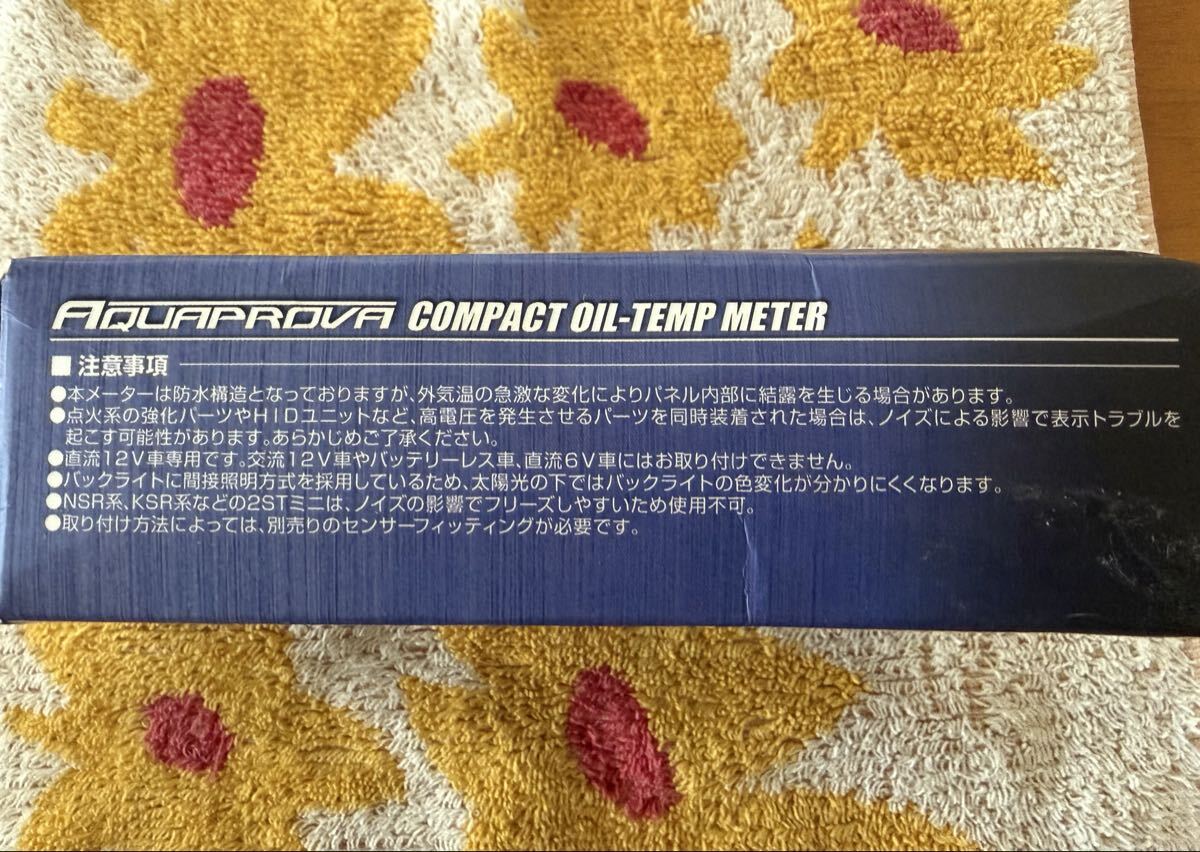 AQUAPROVA COMPACT OIL-TEMP METER
■ 注意事項
●本メーターは防水構造となっておりますが、外気温の急激な変化によりパネル内部に結露を生じる場合があります。
●点火系の強化パーツやHIDユニットなど、高電圧を発生させるパーツを同時装着された場合は、ノイズによる影響で表示トラブルを
起こす可能性があります。あらかじめご了承ください。
●直流12V車専用です。交流12V車やバッテリーレス車、直流6V車にはお取り付けできません。
●バックライトに間接照明方式を採用しているため、太陽光の下ではバックライトの色変化が分かりにくくなります。
●NSR系、KSR系などの2STミニは、ノイズの影響でフリーズしやすいため使用不可。
●取り付け方法によっては、別売りのセンサーフィッティングが必要です。